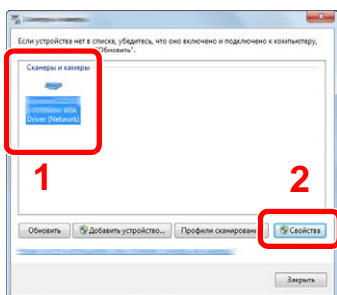 Если устройства нет в списке, убедитесь, что оно включено и подключено к компьютеру,
"Обновить".
Сканеры и камеры
WIA
Driver (Network)
1
2
Обновить
Добавить устройство...
Профили сканирован
Свойства
Закрыть